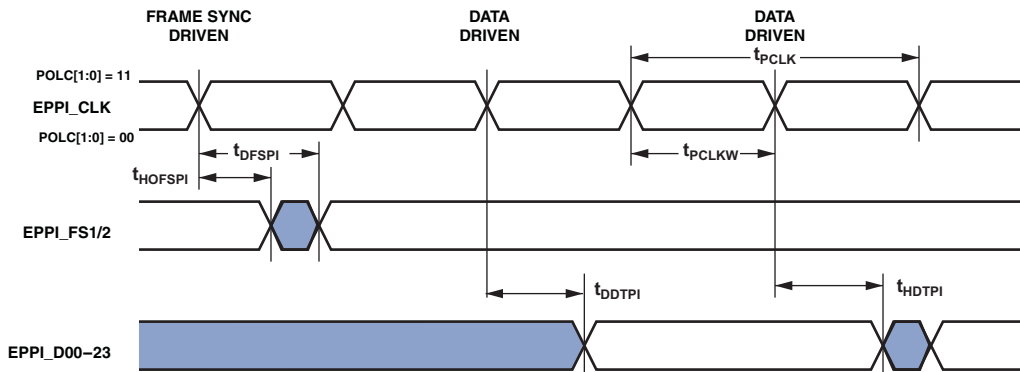 FRAME SYNC
DRIVEN
DATA
DRIVEN
DATA
DRIVEN
tPCLK
POLC[1:0] = 11
EPPI_CLK
POLC[1:0] = 00
tDFSPI
tPCLKW
tHOFSPI
EPPI_FS1/2
tDDTPI
tHDTPI
EPPI_D00–23